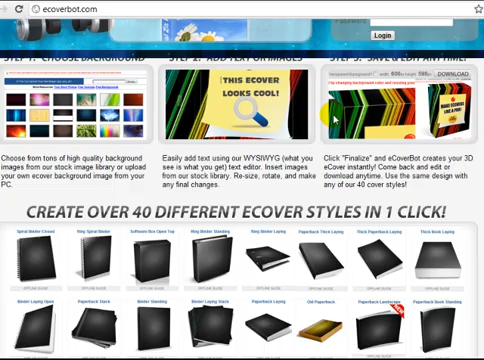 ecoverbot.com
Login
STEP 1: CHOOSE BACKGROUND
STEP 2: ADD TEXT OR IMAGES
STEP 3: SAVE & EDIT ANYTIME!
THIS ECOVER
LOOKS COOL!
DOWNLOAD
MAKE
ECOVERS
LIKE A
PRO!
Choose from tons of high quality background
images from our stock image library or upload
your own ecover background image from your
PC.
Easily add text using our WYSIWYG (what you
see is what you get) text editor. Insert images
from our stock library. Re-size, rotate, and make
any final changes.
Click "Finalize" and eCoverBot creates your 3D
eCover instantly! Come back and edit or
download anytime. Use the same design with
any of our 40 cover styles!
CREATE OVER 40 DIFFERENT ECOVER STYLES IN 1 CLICK!
Spiral Binder Closed
Ring Spiral Binder
Software Box Open Top
Ring Binder Standing
Ring Binder Laying
Paperback Thick Laying
Thick Paperback Laying
Thick Book Laying
Binder Laying Open
Paperback Stack
Binder Standing
Binder Laying Stack
Paperback Laying
Old Paperback
Paperback Landscape
Paperback Book Standing